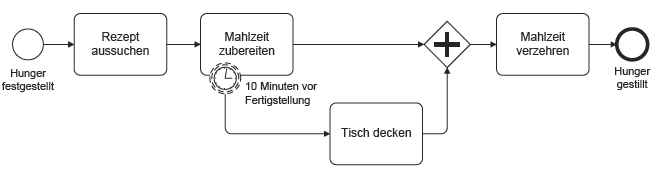 Hunger
festgestellt
Rezept
aussuchen
Mahlzeit
zubereiten
10 Minuten vor
Fertigstellung
Tisch decken
Mahlzeit
verzehren
Hunger
gestillt